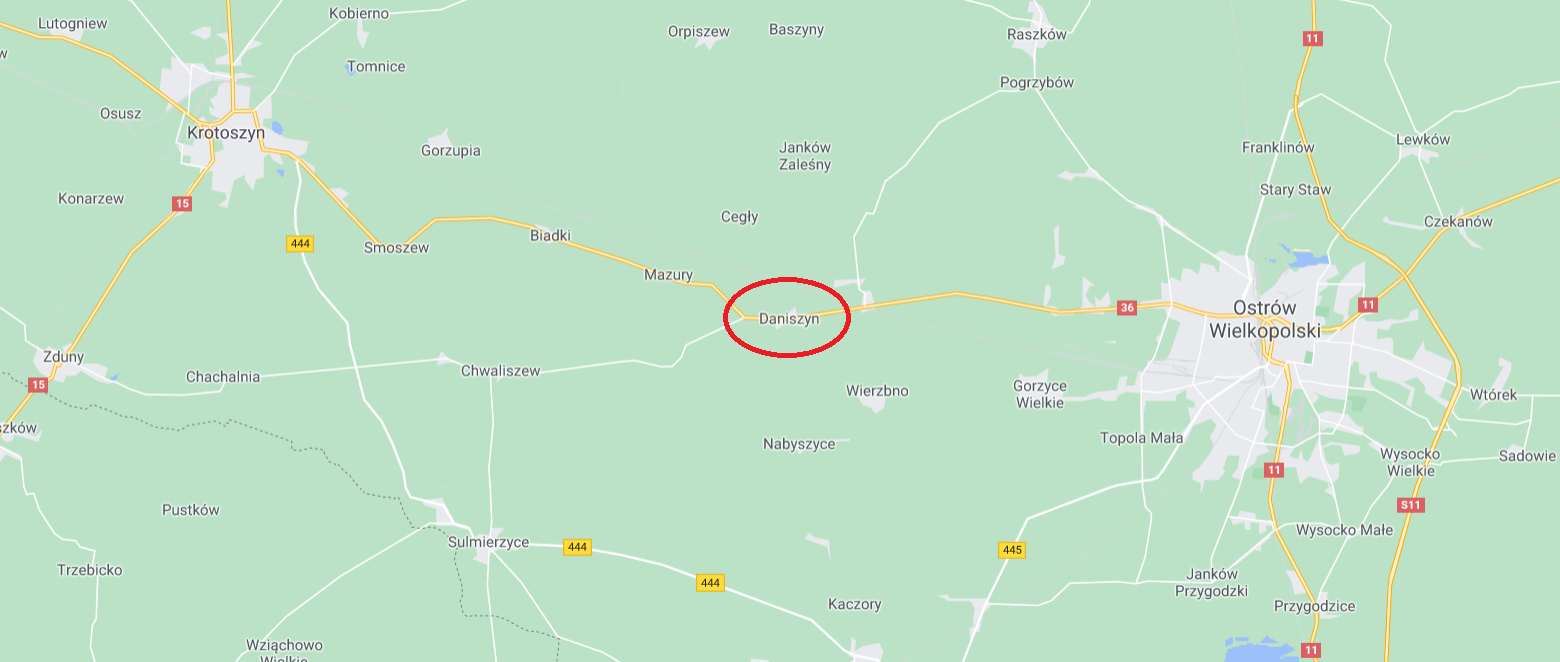 Lutogniew
Kobierno
Orpiszew
Baszyny
Raszków
11
Tomnice
Pogrzybów
Osusz
Krotoszyn
Gorzupia
Janków
Zaleśny
Franklinów
Lewków
Konarzew
15
Stary Staw
Cegły
Czekanów
444
Smoszew
Biadki
Mazury
Daniszyn
36
Ostrów
Wielkopolski
11
Zduny
15
Chachalnia
Chwaliszew
Wierzbno
Gorzyce
Wielkie
Wtórek
szków
Nabyszyce
Topola Mała
Wysocko
Wielkie
Sadowie
11
S11
Pustków
Wysocko Małe
Sulmierzyce
444
445
Trzebicko
444
Janków
Przygodzki
Kaczory
Przygodzice
Wziąchowo
Wielkie
11